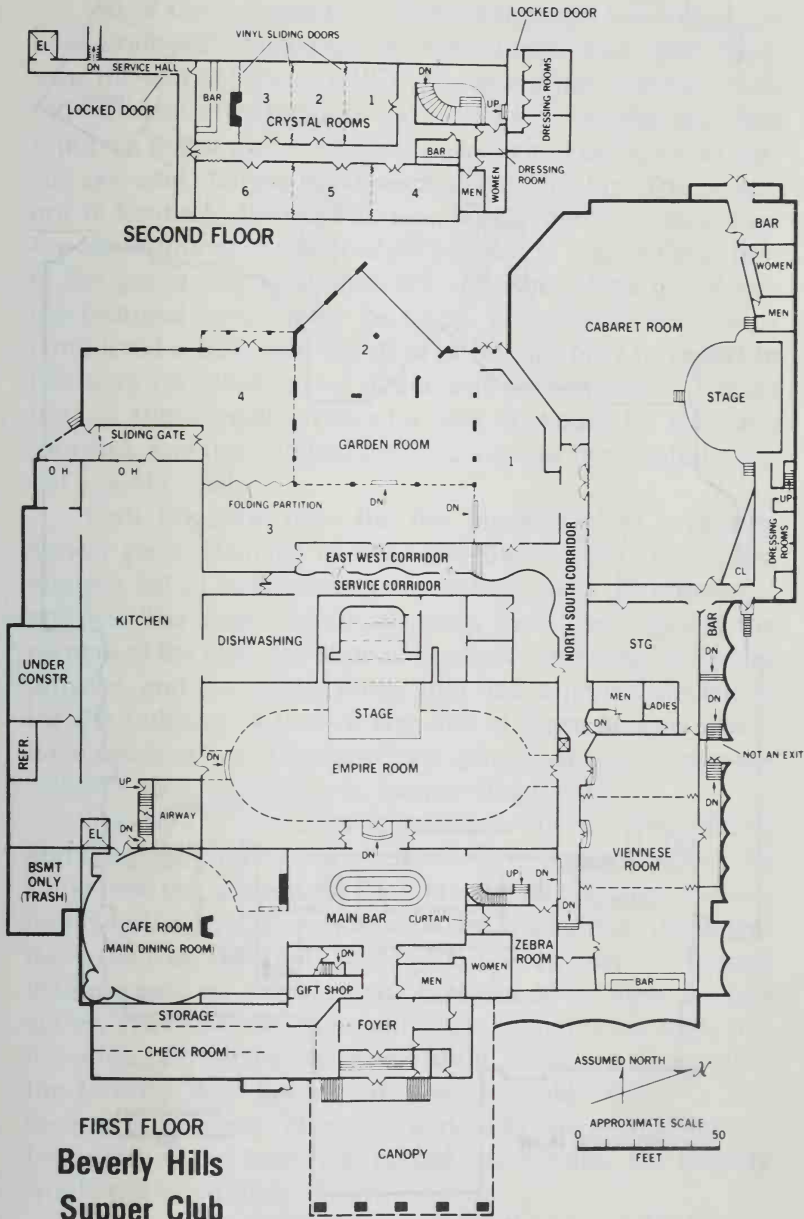 LOCKED DOOR
VINYL SLIDING DOORS
EL
DN
SERVICE HALL
LOCKED DOOR
BAR
3
2
1
CRYSTAL ROOMS
DN
UP
DRESSING ROOMS
BAR
DRESSING
ROOM
MEN
WOMEN
6
5
4
SECOND FLOOR
BAR
WOMEN
MEN
CABARET ROOM
STAGE
UP
DRESSING
ROOMS
CL
2
4
GARDEN ROOM
1
SLIDING GATE
O H
O H
FOLDING PARTITION
DN
DN
3
EAST WEST CORRIDOR
SERVICE CORRIDOR
NORTH SOUTH CORRIDOR
KITCHEN
DISHWASHING
STG
BAR
DN
UNDER
CONSTR.
MEN
LADIES
DN
DN
STAGE
NOT AN EXIT
REFR.
DN
EMPIRE ROOM
DN
UP
AIRWAY
DN
VIENNESE
ROOM
EL
DN
BSMT
ONLY
(TRASH)
UP
DN
MAIN BAR
CURTAIN
DN
CAFE ROOM
(MAIN DINING ROOM)
ZEBRA
ROOM
DN
WOMEN
GIFT SHOP
MEN
BAR
STORAGE
FOYER
CHECK ROOM
ASSUMED NORTH
N
APPROXIMATE SCALE
0 50
FEET
CANOPY
FIRST FLOOR
Beverly Hills
Supper Club